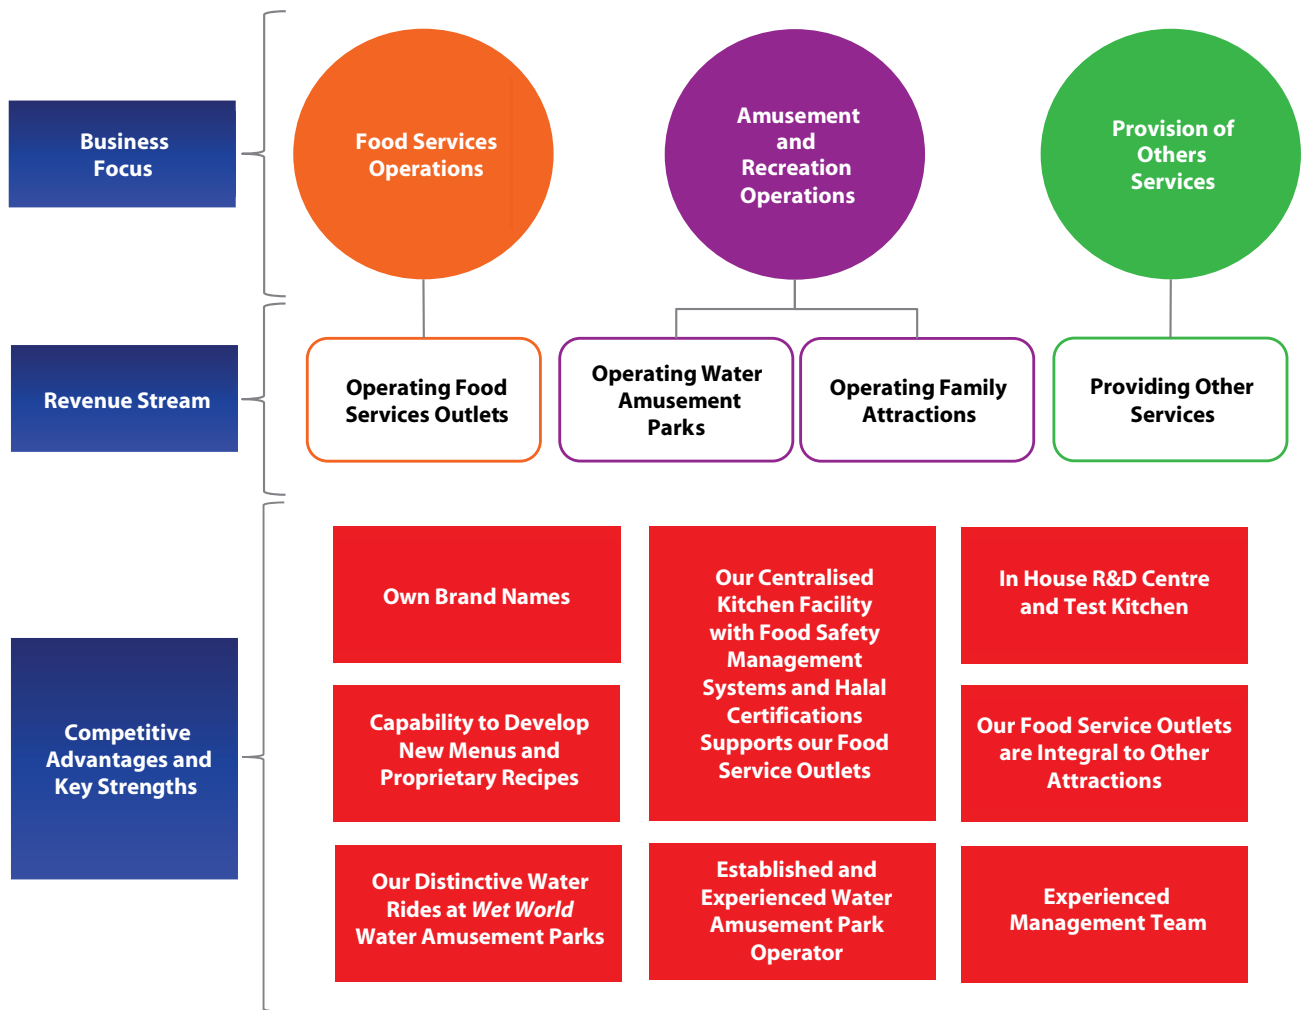 Business
Focus
Food Services
Operations
Amusement
and
Recreation
Operations
Provision of
Others
Services
Revenue Stream
Operating Food
Services Outlets
Operating Water
Amusement
Parks
Operating Family
Attractions
Providing Other
Services
Competitive
Advantages and
Key Strengths
Own Brand Names
Our Centralised
Kitchen Facility
with Food Safety
Management
Systems and Halal
Certifications
Supports our Food
Service Outlets
In House R&D Centre
and Test Kitchen
Capability to Develop
New Menus and
Proprietary Recipes
Our Food Service Outlets
are Integral to Other
Attractions
Our Distinctive Water
Rides at Wet World
Water Amusement Parks
Established and
Experienced Water
Amusement Park
Operator
Experienced
Management Team